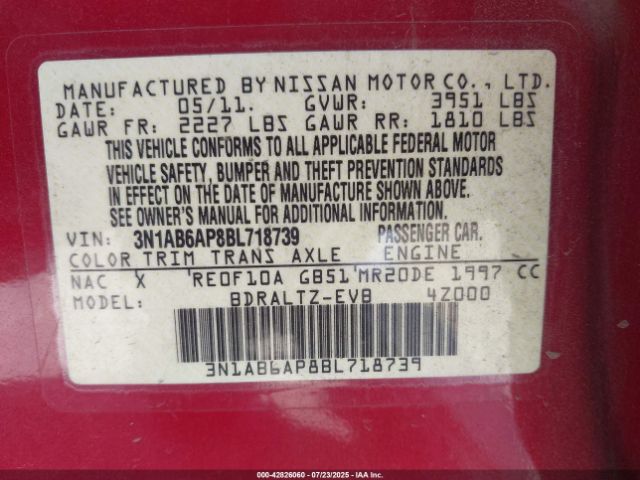 MANUFACTURED BY NISSAN MOTOR CO., LTD.
DATE: 05/11. GVWR: 3951 LBS
GAWR FR: 2227 LBS GAWR RR: 1810 LBS
THIS VEHICLE CONFORMS TO ALL APPLICABLE FEDERAL MOTOR
VEHICLE SAFETY, BUMPER AND THEFT PREVENTION STANDARDS
IN EFFECT ON THE DATE OF MANUFACTURE SHOWN ABOVE.
SEE OWNER'S MANUAL FOR ADDITIONAL INFORMATION.
VIN: 3N1AB6AP8BL718739 PASSENGER CAR.
COLOR TRIM TRANS AXLE ENGINE
NAC X RE0F10A GB51 MR20DE 1997 CC
MODEL: BDRALTZ-EVB 4Z000
3N1AB6AP8BL718739
000-42826060 | 07/23/2025 - IAAI.COM